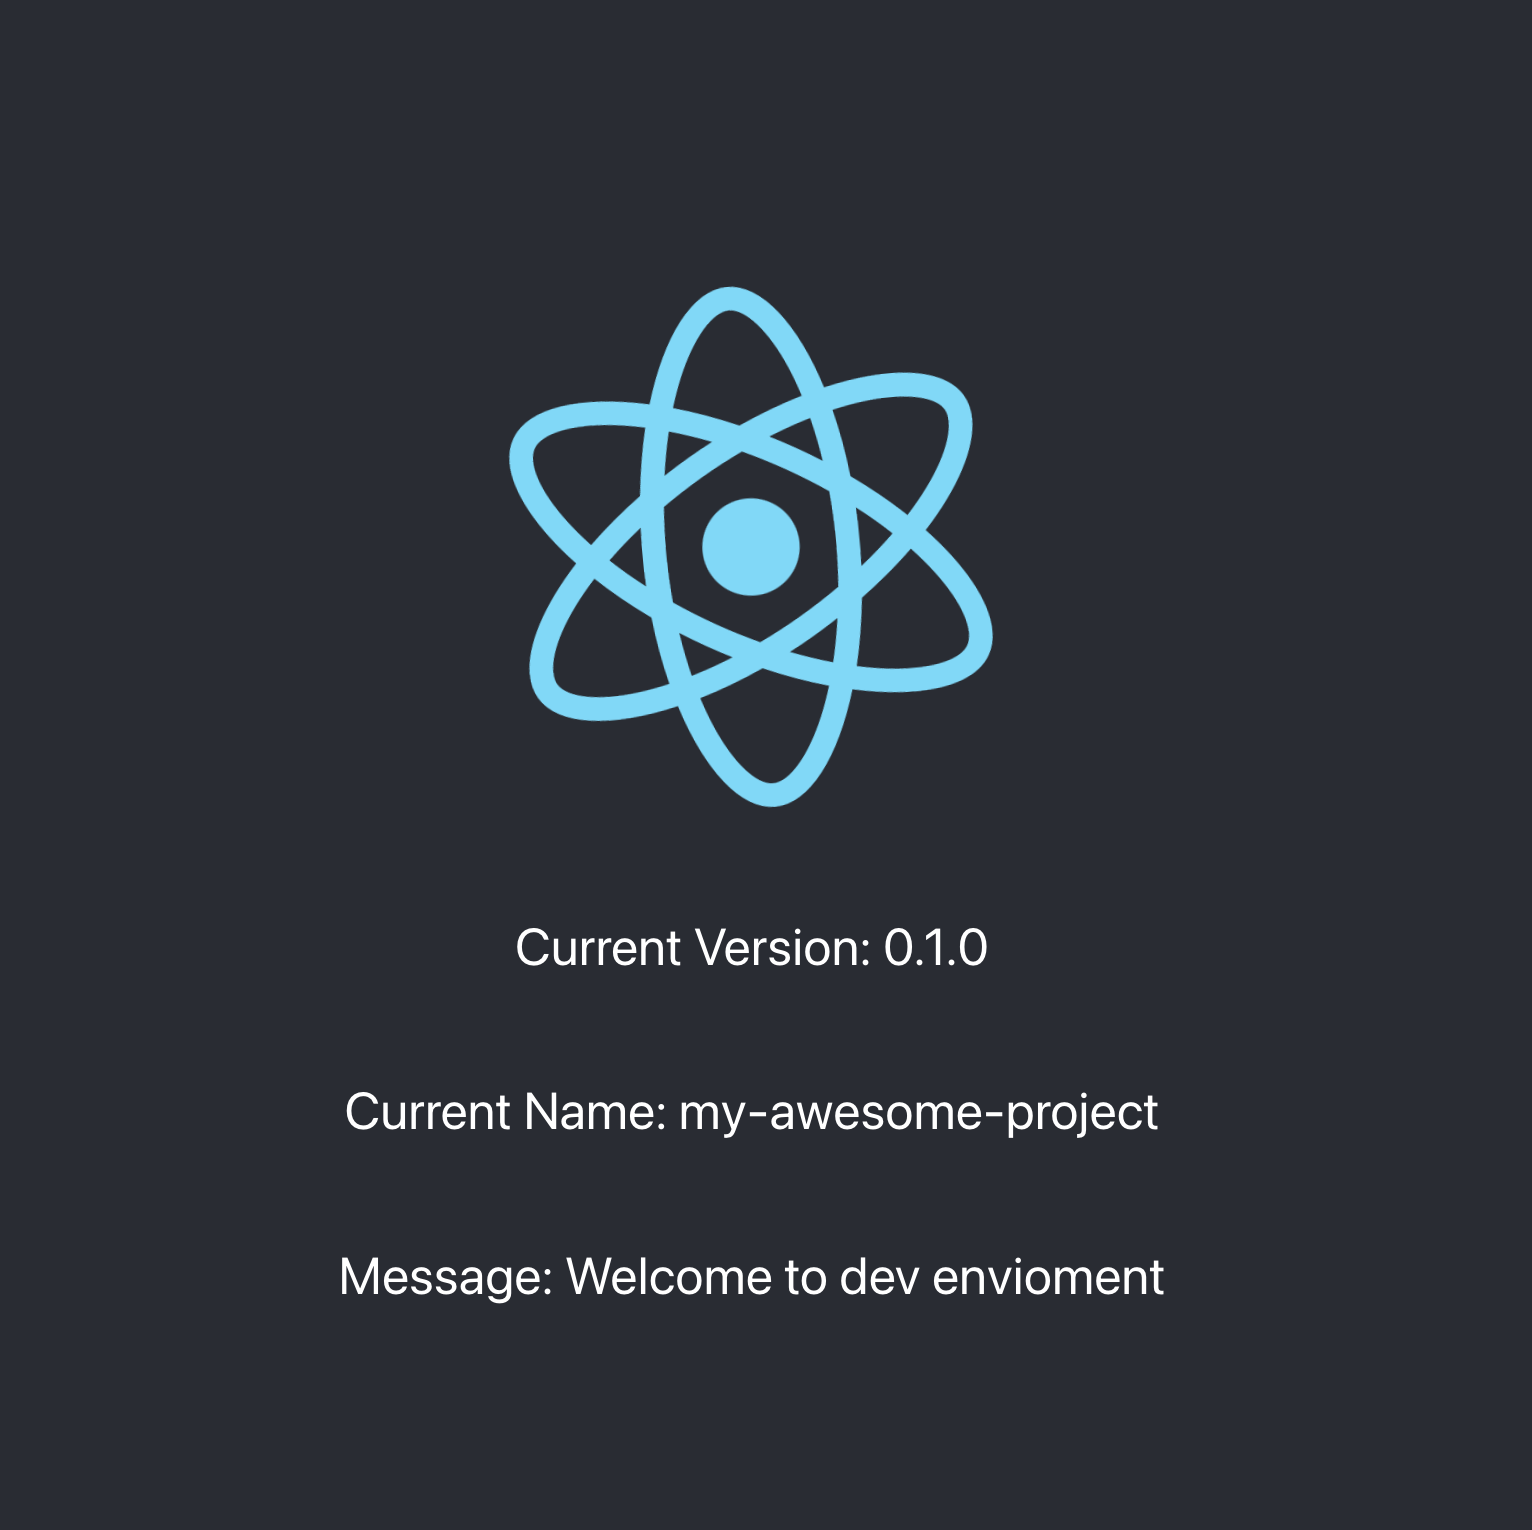 Current Version: 0.1.0
Current Name: my-awesome-project
Message: Welcome to dev envioment